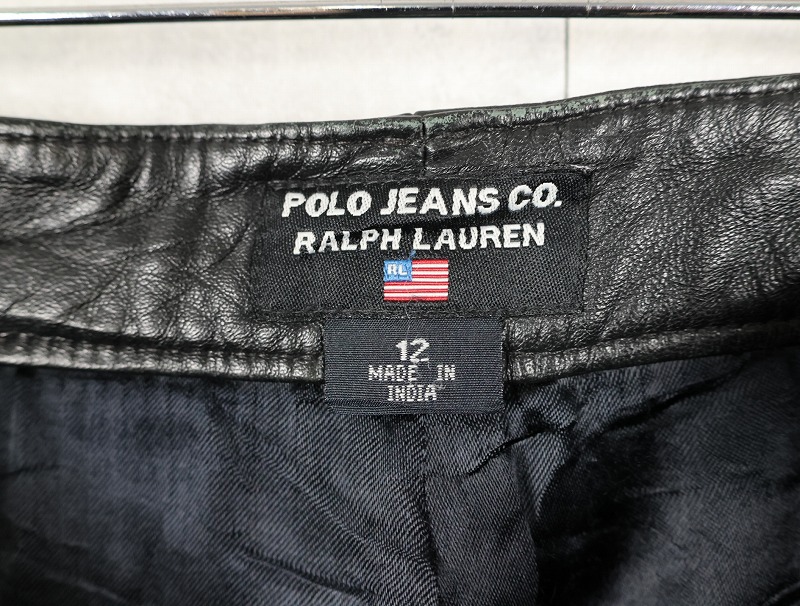 POLO JEANS CO.
RALPH LAUREN
RL
12
MADE IN
INDIA